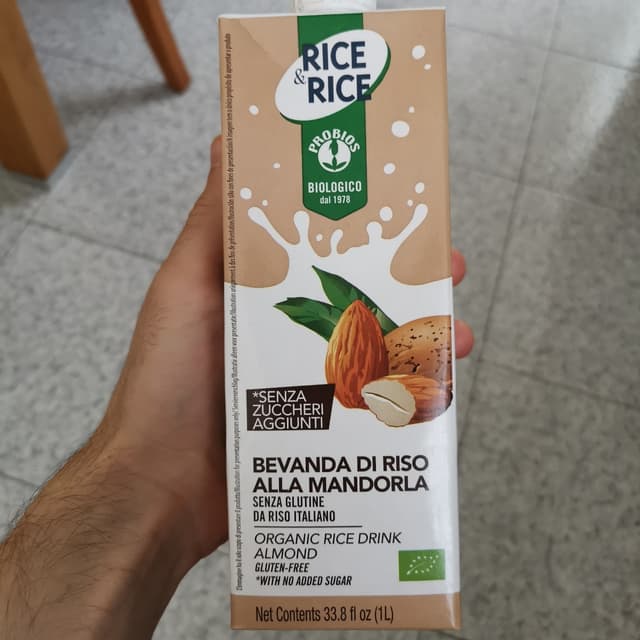 RICE
&
RICE
PROBIOS
BIOLOGICO
dal 1978
*SENZA
ZUCCHERI
AGGIUNTI
BEVANDA DI RISO
ALLA MANDORLA
SENZA GLUTINE
DA RISO ITALIANO
ORGANIC RICE DRINK
ALMOND
GLUTEN-FREE
*WITH NO ADDED SUGAR
Net Contents 33.8 fl oz (1L)